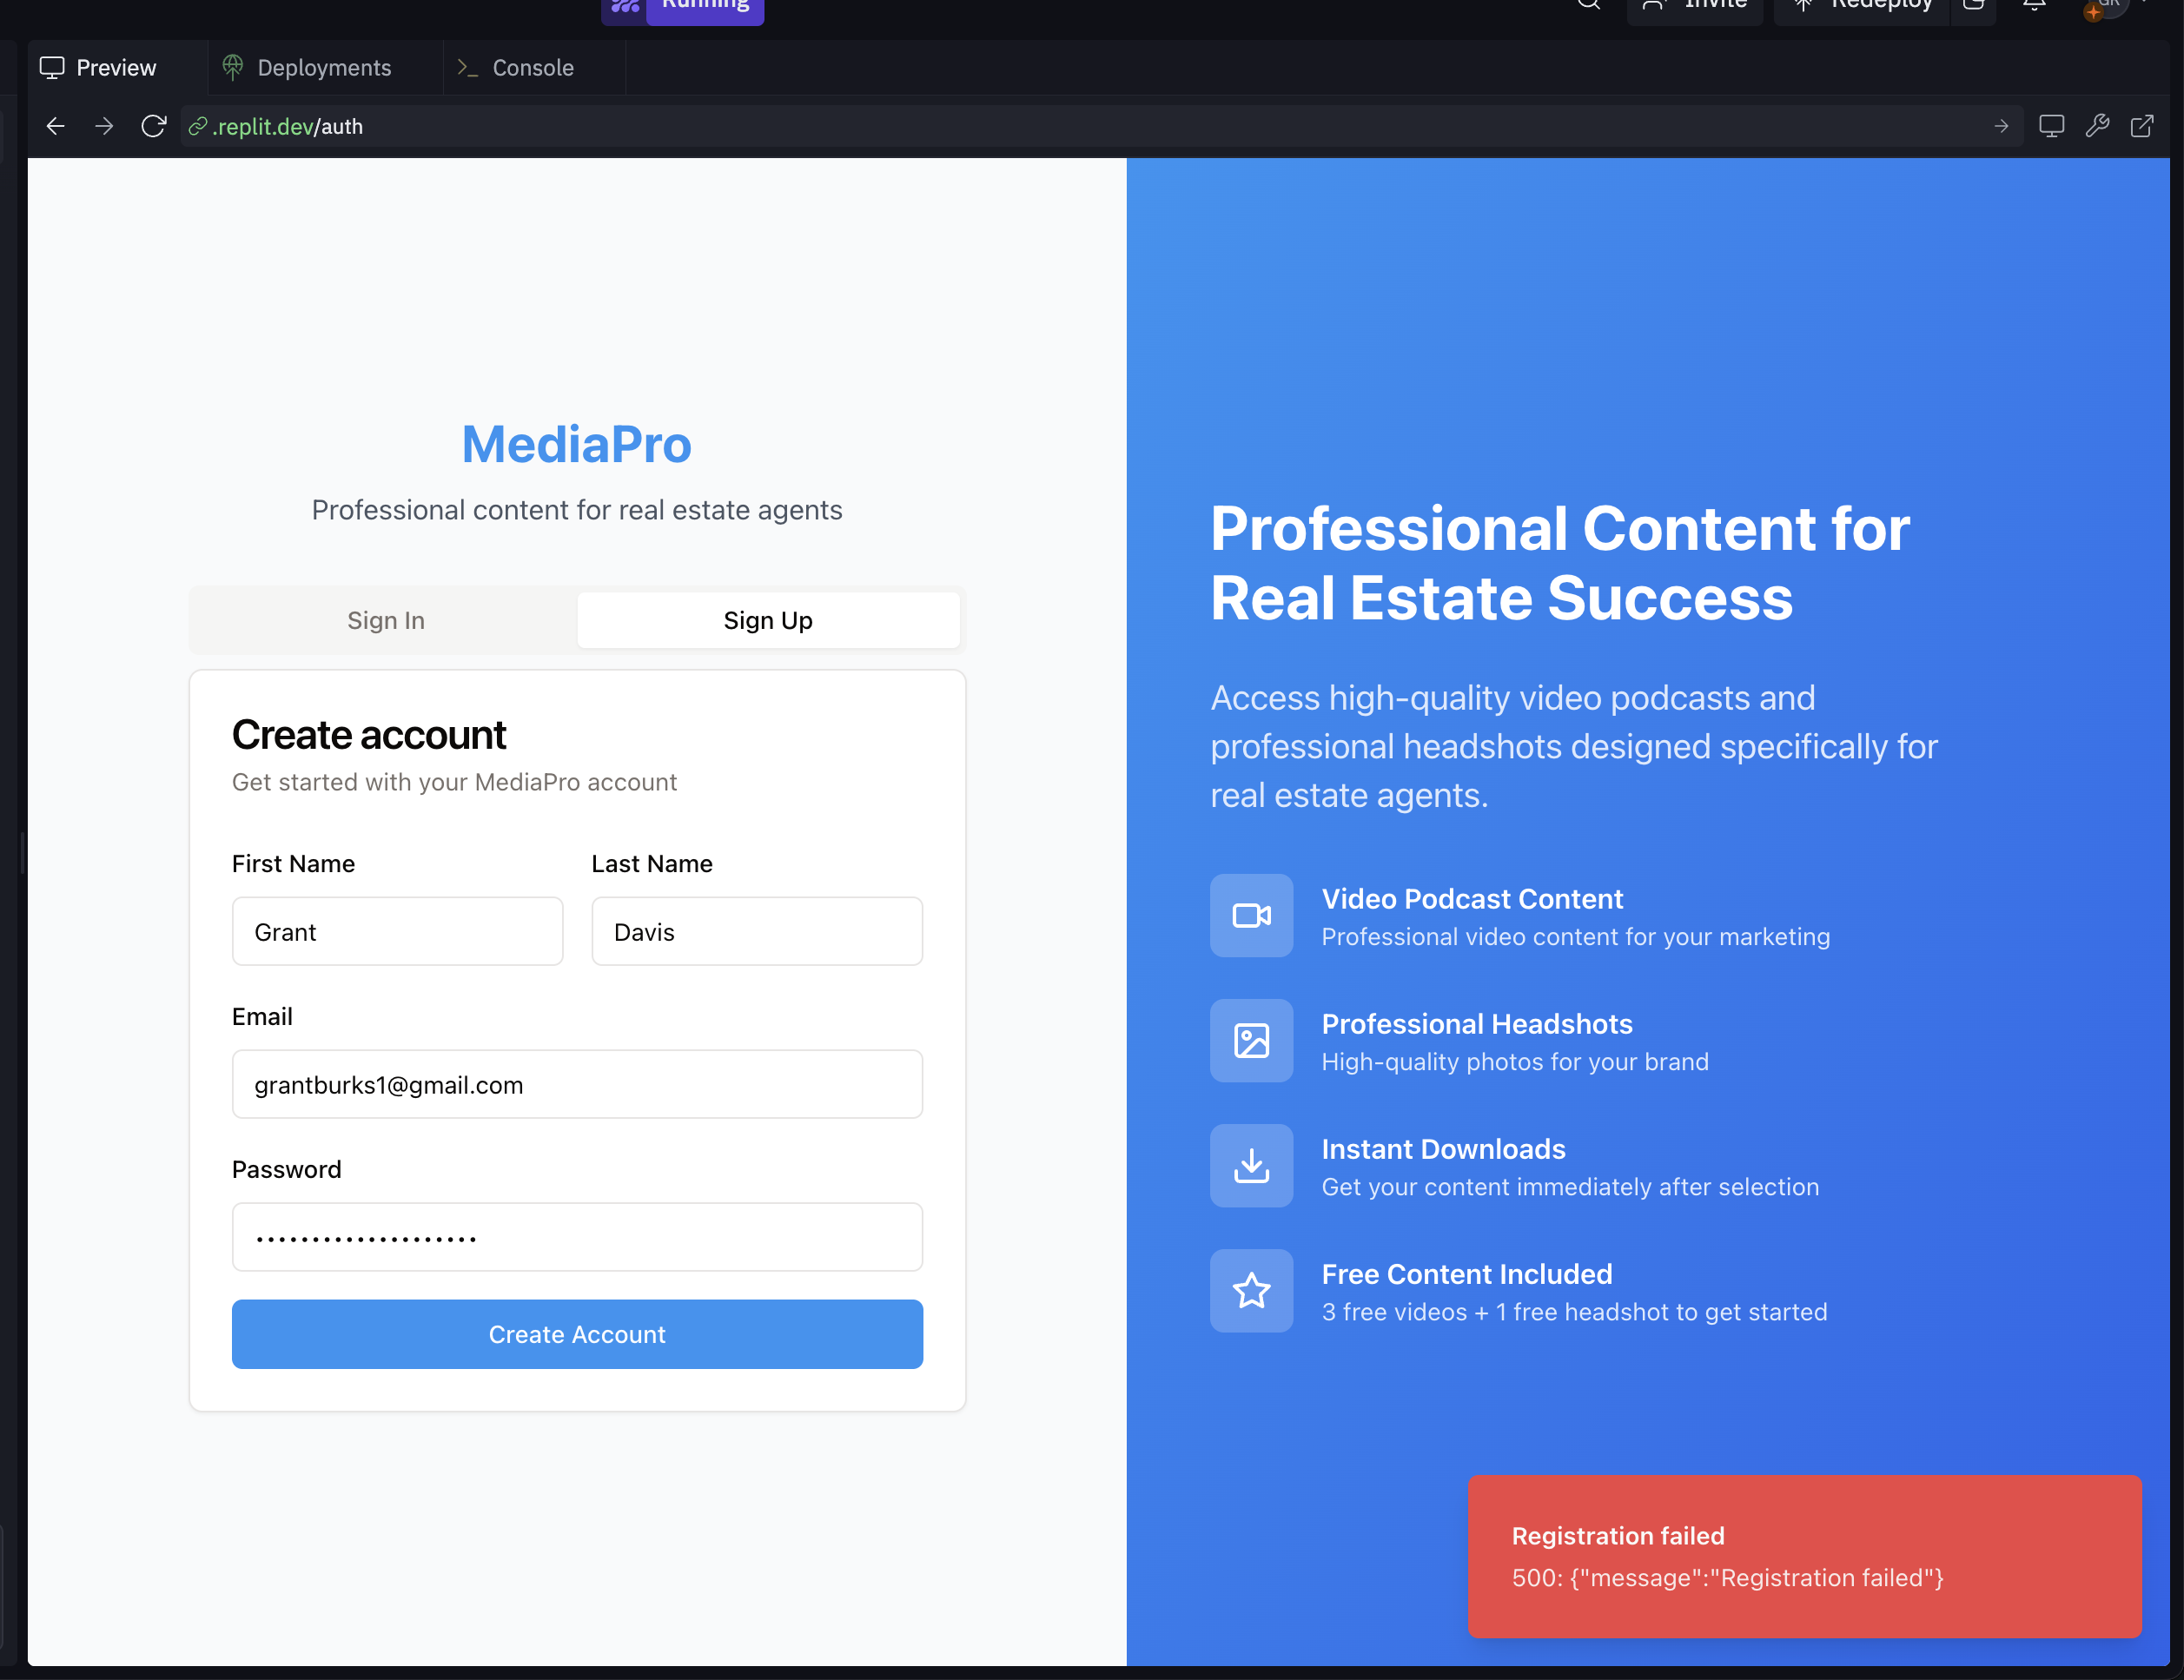 Running
Invite
Redeploy
GR
Preview
Deployments
Console
.replit.dev/auth
MediaPro
Professional content for real estate agents
Sign In
Sign Up
Create account
Get started with your MediaPro account
First Name
Last Name
Grant
Davis
Email
grantburks1@gmail.com
Password
••••••••••••••••••••
Create Account
Professional Content for
Real Estate Success
Access high-quality video podcasts and
professional headshots designed specifically for
real estate agents.
Video Podcast Content
Professional video content for your marketing
Professional Headshots
High-quality photos for your brand
Instant Downloads
Get your content immediately after selection
Free Content Included
3 free videos + 1 free headshot to get started
Registration failed
500: {"message":"Registration failed"}